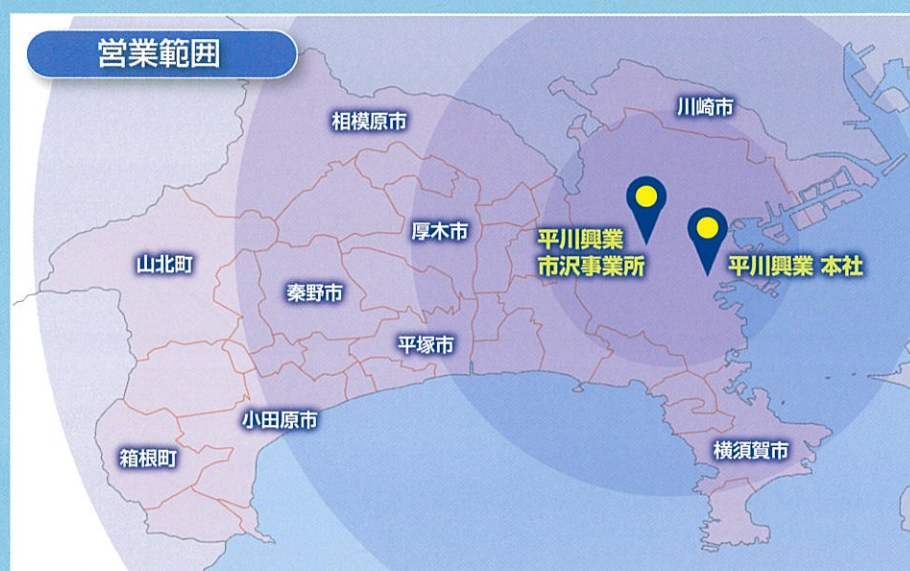 営業範囲
相模原市
川崎市
厚木市
平川興業
市沢事業所
平川興業 本社
山北町
秦野市
平塚市
小田原市
箱根町
横須賀市